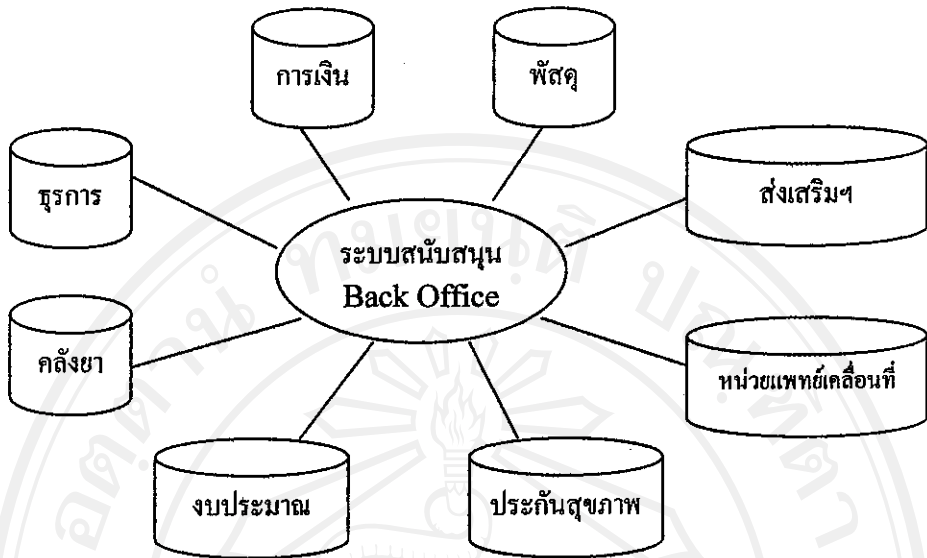 การเงิน
พัสดุ
ธุรการ
ส่งเสริมฯ
ระบบสนับสนุน
Back Office
คลังยา
หน่วยแพทย์เคลื่อนที่
งบประมาณ
ประกันสุขภาพ